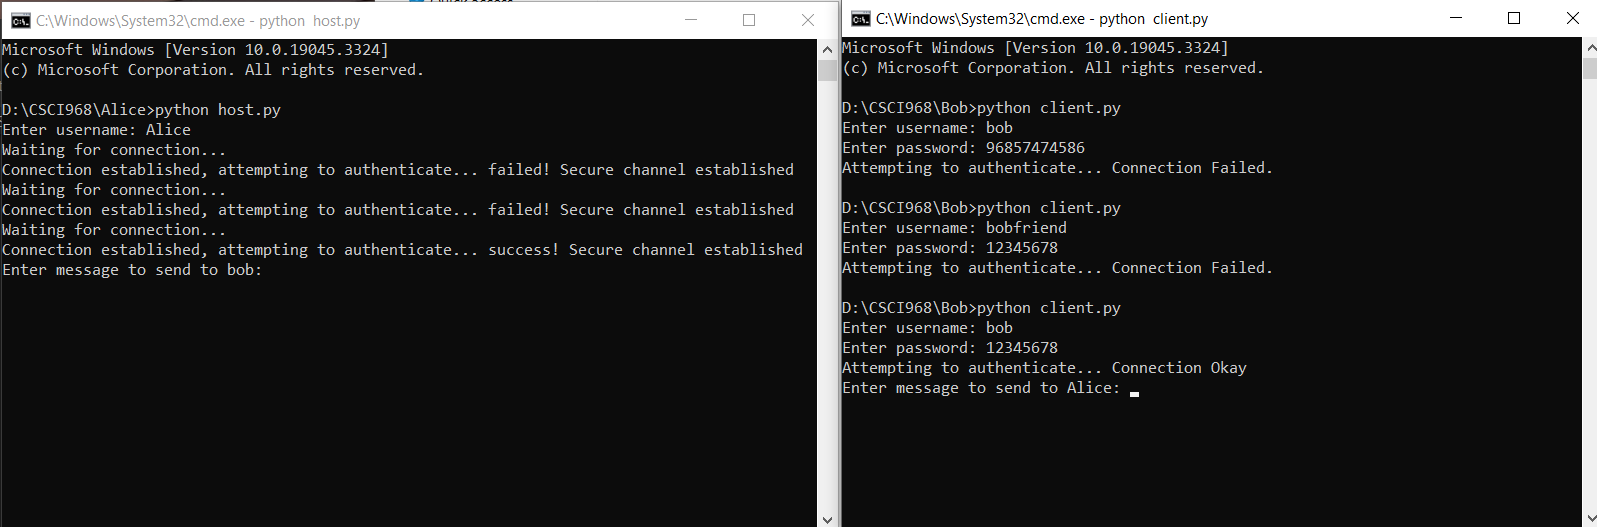 C:\Windows\System32\cmd.exe - python  host.py
Microsoft Windows [Version 10.0.19045.3324]
(c) Microsoft Corporation. All rights reserved.
D:\CSCI968\Alice>python host.py
Enter username: Alice
Waiting for connection...
Connection established, attempting to authenticate... failed! Secure channel established
Waiting for connection...
Connection established, attempting to authenticate... failed! Secure channel established
Waiting for connection...
Connection established, attempting to authenticate... success! Secure channel established
Enter message to send to bob:
C:\Windows\System32\cmd.exe - python  client.py
Microsoft Windows [Version 10.0.19045.3324]
(c) Microsoft Corporation. All rights reserved.
D:\CSCI968\Bob>python client.py
Enter username: bob
Enter password: 96857474586
Attempting to authenticate... Connection Failed.
D:\CSCI968\Bob>python client.py
Enter username: bobfriend
Enter password: 12345678
Attempting to authenticate... Connection Failed.
D:\CSCI968\Bob>python client.py
Enter username: bob
Enter password: 12345678
Attempting to authenticate... Connection Okay
Enter message to send to Alice: